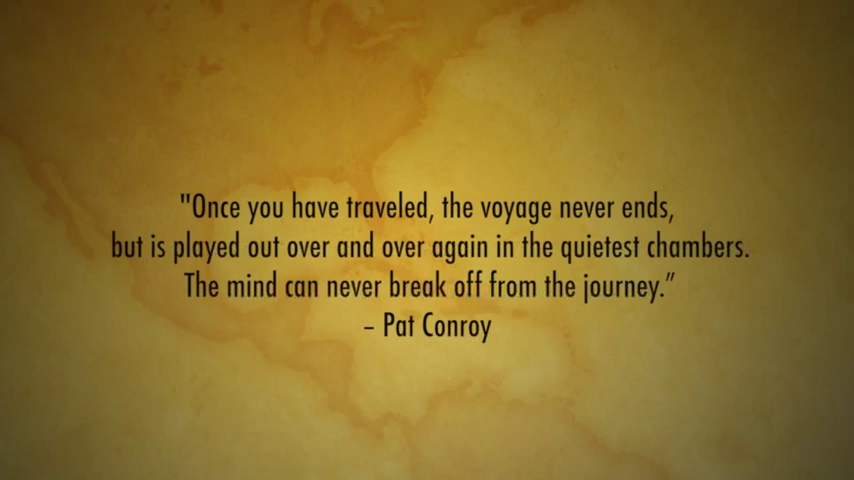 "Once you have traveled, the voyage never ends,
but is played out over and over again in the quietest chambers.
The mind can never break off from the journey.”
– Pat Conroy